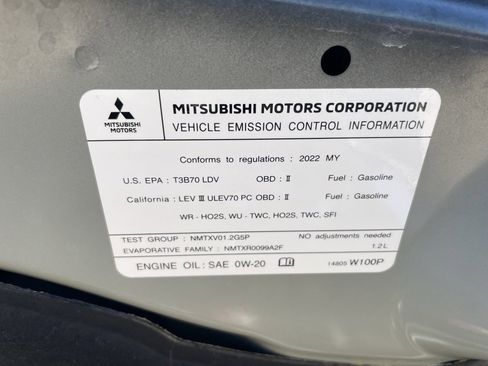 MITSUBISHI
MOTORS
MITSUBISHI MOTORS CORPORATION
VEHICLE EMISSION CONTROL INFORMATION
Conforms to regulations : 2022 MY
U.S. EPA : T3B70 LDV OBD : II Fuel : Gasoline
California : LEV III ULEV70 PC OBD : II Fuel : Gasoline
WR - HO2S, WU - TWC, HO2S, TWC, SFI
TEST GROUP : NMTXV01.2G5P NO adjustments needed
EVAPORATIVE FAMILY : NMTXR0099A2F 1.2 L
ENGINE OIL : SAE 0W-20 14805 W100P